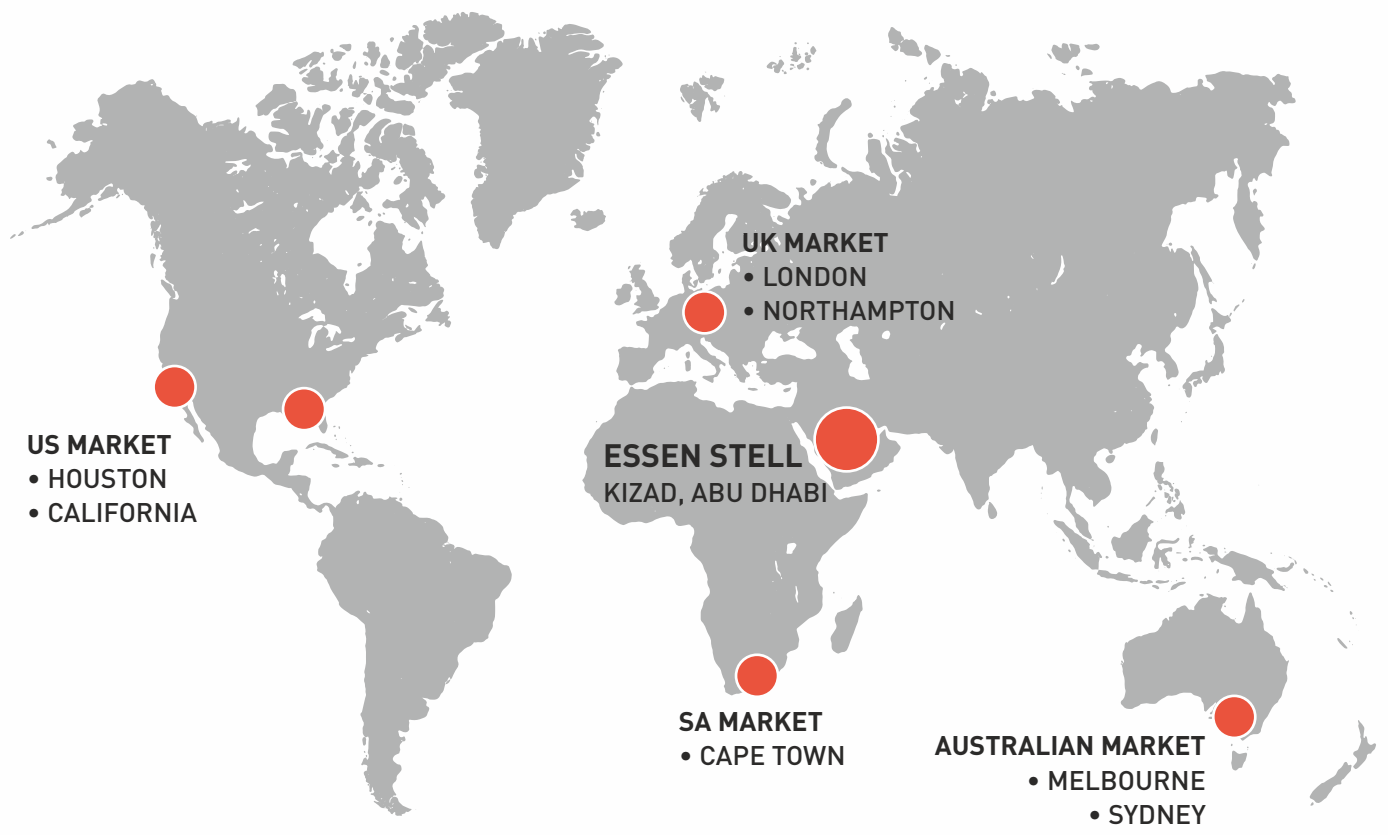 UK MARKET
• LONDON
• NORTHAMPTON
US MARKET
• HOUSTON
• CALIFORNIA
ESSEN STELL
KIZAD, ABU DHABI
SA MARKET
• CAPE TOWN
AUSTRALIAN MARKET
• MELBOURNE
• SYDNEY